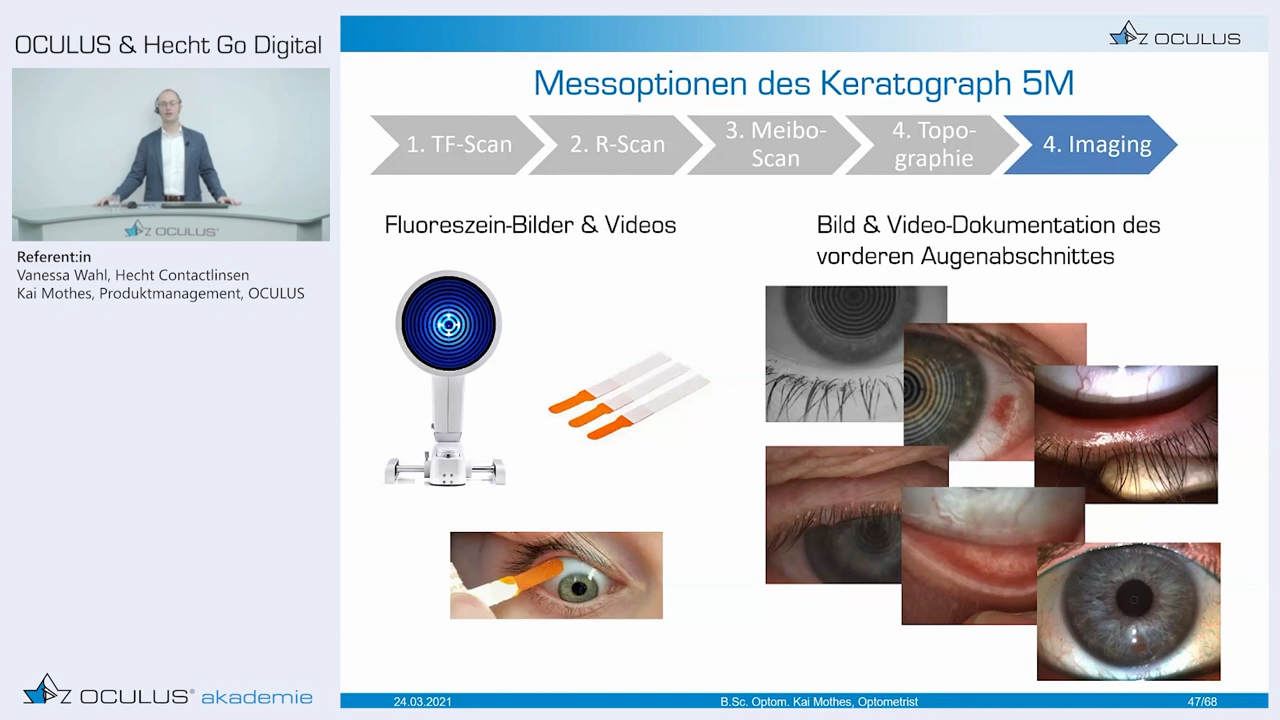 OCULUS & Hecht Go Digital
OCULUS®
Referent:in
Vanessa Wahl, Hecht Contactlinsen
Kai Mothes, Produktmanagement, OCULUS
OCULUS® akademie
OCULUS
Messoptionen des Keratograph 5M
1. TF-Scan
2. R-Scan
3. Meibo-
Scan
4. Topo-
graphie
4. Imaging
Fluoreszein-Bilder & Videos
Bild & Video-Dokumentation des
vorderen Augenabschnittes
24.03.2021
B.Sc. Optom. Kai Mothes, Optometrist
47/68